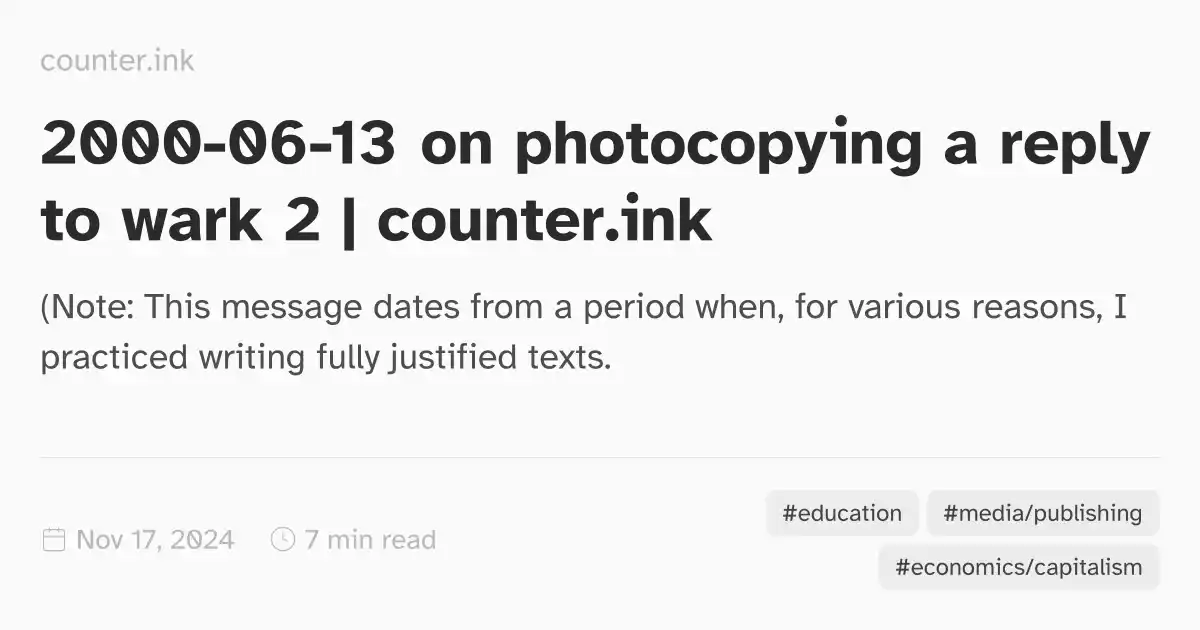 counter.ink
2000-06-13 on photocopying a reply
to wark 2 | counter.ink
(Note: This message dates from a period when, for various reasons, I
practiced writing fully justified texts.
Nov 17, 2024
7 min read
#education
#media/publishing
#economics/capitalism